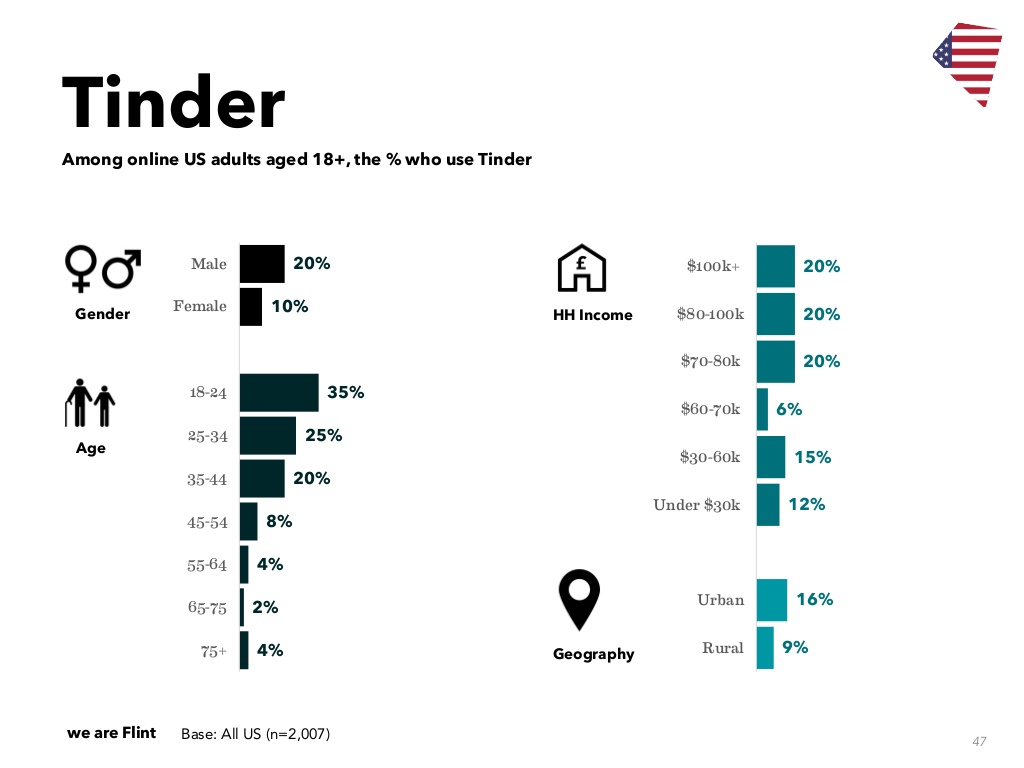 Tinder
Among online US adults aged 18+, the % who use Tinder
Gender
Male 20%
Female 10%
Age
18-24 35%
25-34 25%
35-44 20%
45-54 8%
55-64 4%
65-75 2%
75+ 4%
£
HH Income
$100k+ 20%
$80-100k 20%
$70-80k 20%
$60-70k 6%
$30-60k 15%
Under $30k 12%
Geography
Urban 16%
Rural 9%
we are Flint Base: All US (n=2,007)
47